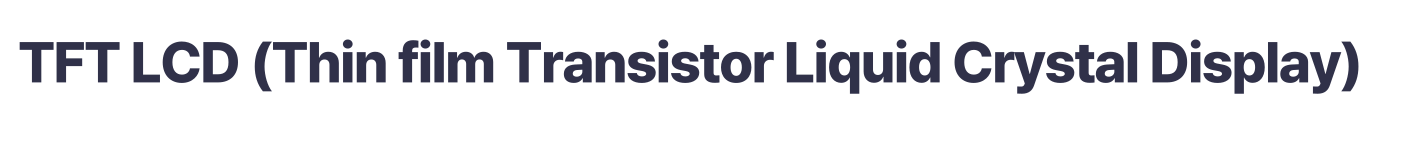 TFT LCD (Thin film Transistor Liquid Crystal Display)